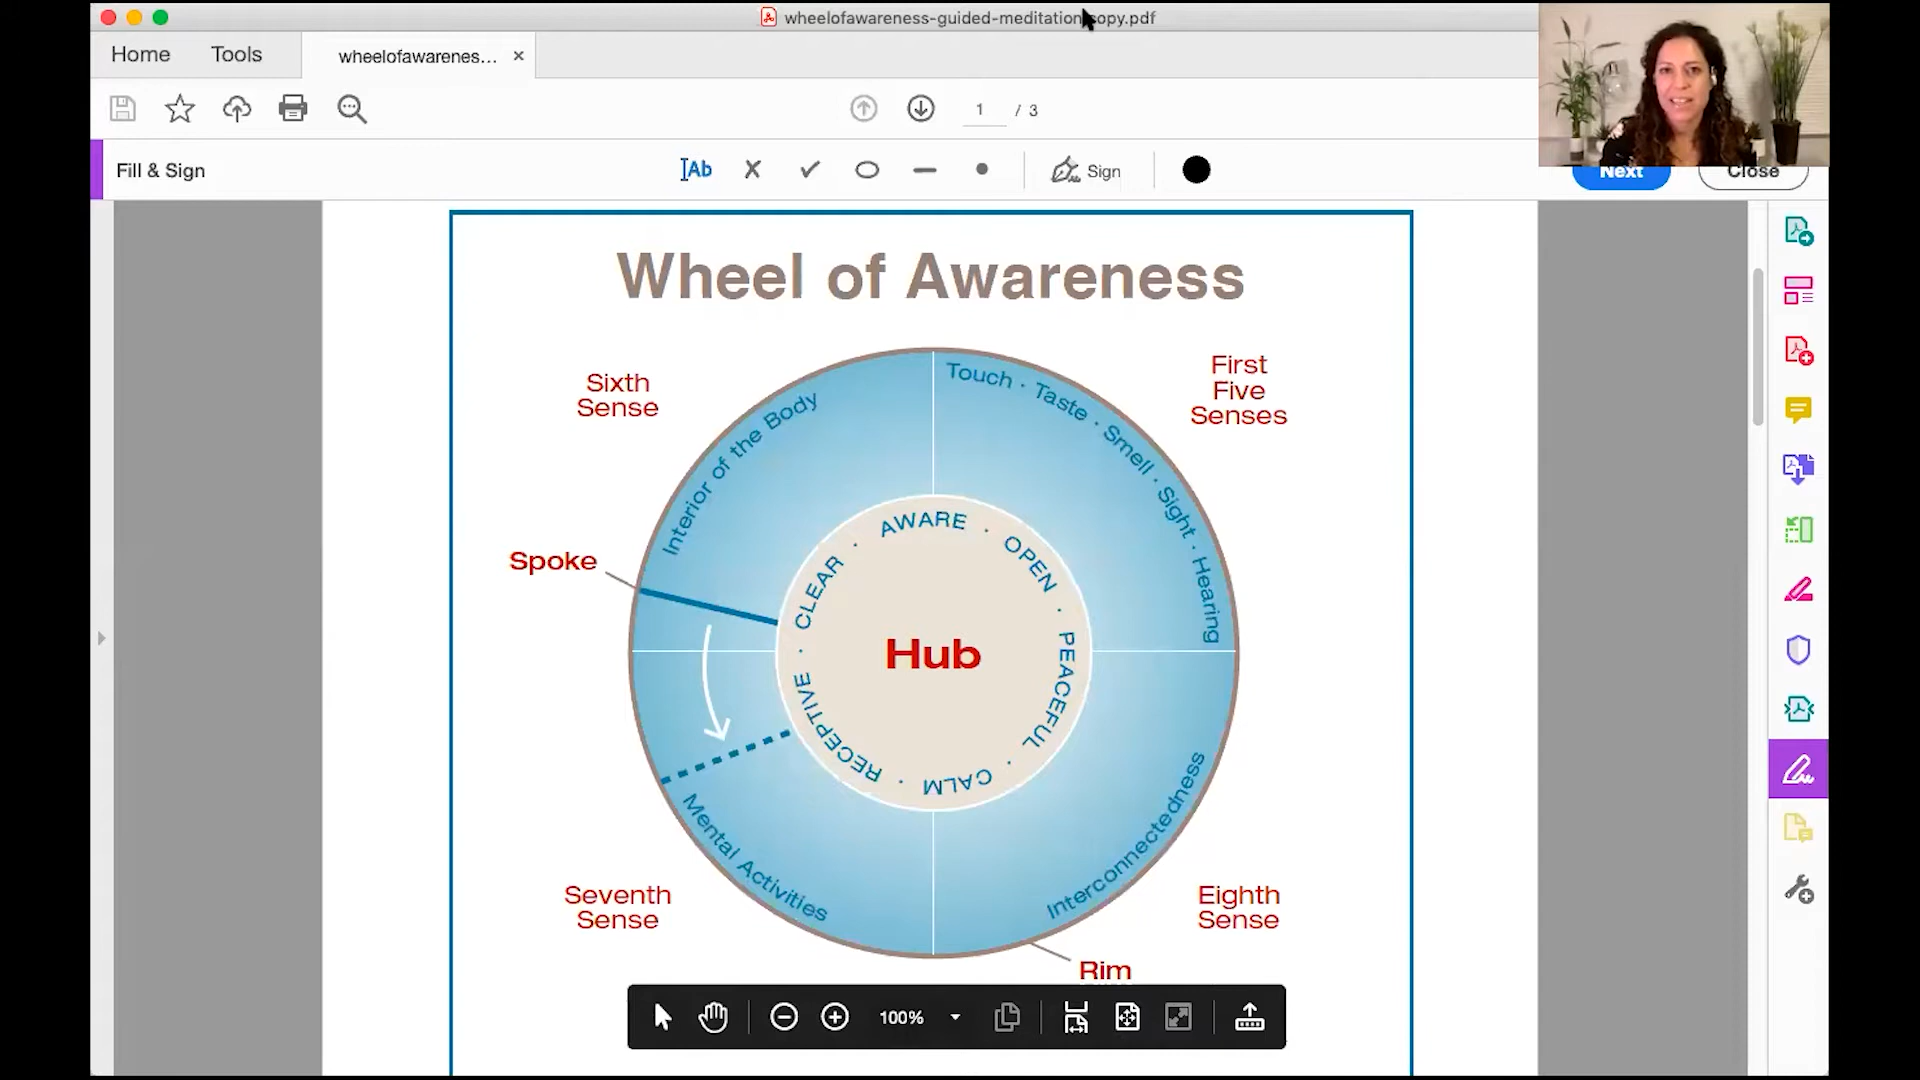 wheelofawareness-guided-meditation copy.pdf
Home
Tools
wheelofawarenes...
1 / 3
Fill & Sign
Ab
Sign
Next
Close
Wheel of Awareness
Sixth
Sense
First
Five
Senses
Interior of the Body
Touch · Taste · Smell · Sight · Hearing
Spoke
AWARE · OPEN · PEACEFUL · CALM · RECEPTIVE · CLEAR ·
Hub
Mental Activities
Interconnectedness
Seventh
Sense
Eighth
Sense
Rim
100%